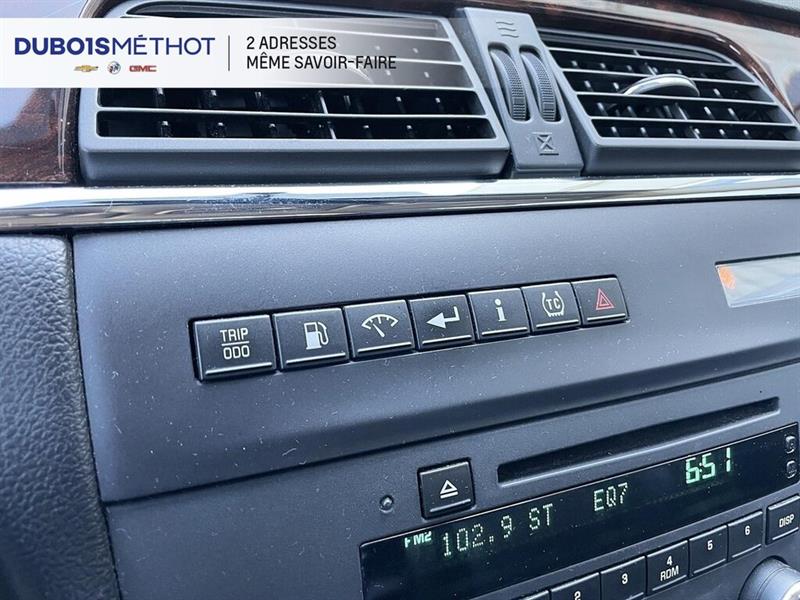 DUBOISMÉTHOT
GMC
2 ADRESSES
MÊME SAVOIR-FAIRE
TRIP
ODO
i
TC
6:51
FM2 102.9 ST EQ7
2 3 4 5 6 DISP
RDM